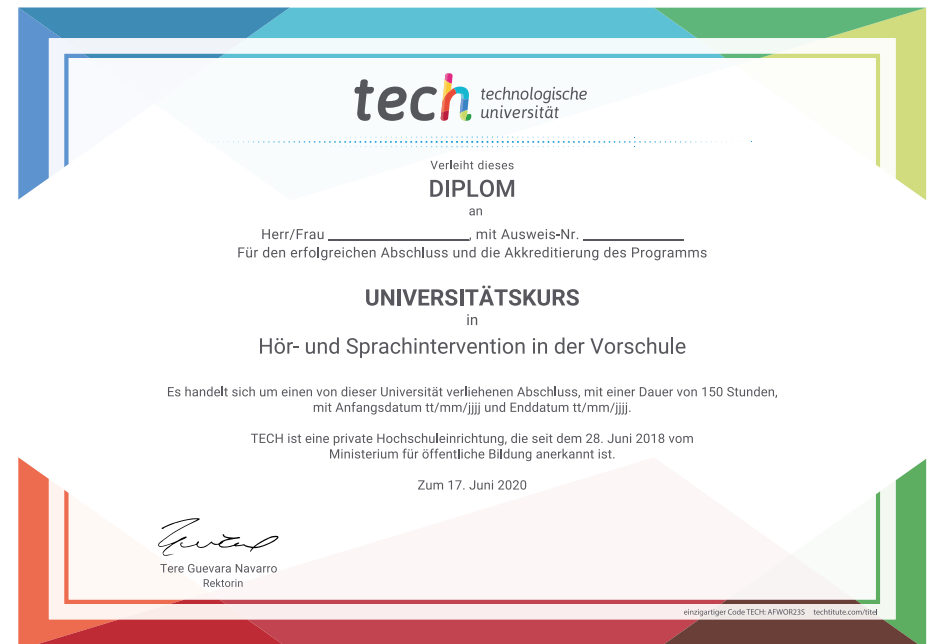 tech technologische
universität
Verleiht dieses
DIPLOM
an
Herr/Frau ______________, mit Ausweis-Nr. ______________
Für den erfolgreichen Abschluss und die Akkreditierung des Programms
UNIVERSITÄTSKURS
in
Hör- und Sprachintervention in der Vorschule
Es handelt sich um einen von dieser Universität verliehenen Abschluss, mit einer Dauer von 150 Stunden,
mit Anfangsdatum tt/mm/jjjj und Enddatum tt/mm/jjjj.
TECH ist eine private Hochschuleinrichtung, die seit dem 28. Juni 2018 vom
Ministerium für öffentliche Bildung anerkannt ist.
Zum 17. Juni 2020
Tere Guevara Navarro
Rektorin
einzigartiger Code TECH: AFWOR23S techtitute.com/titel